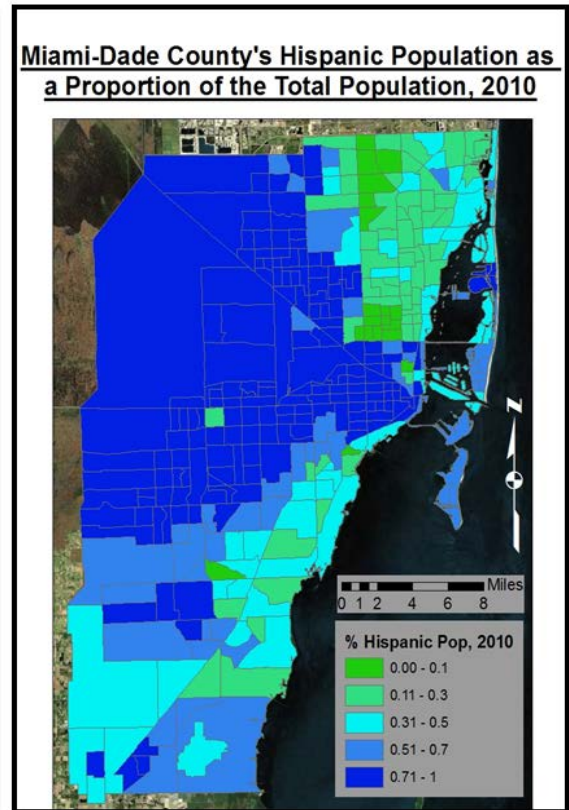 Miami-Dade County's Hispanic Population as
a Proportion of the Total Population, 2010
N
Miles
0 1 2 4 6 8
% Hispanic Pop, 2010
0.00 - 0.1
0.11 - 0.3
0.31 - 0.5
0.51 - 0.7
0.71 - 1